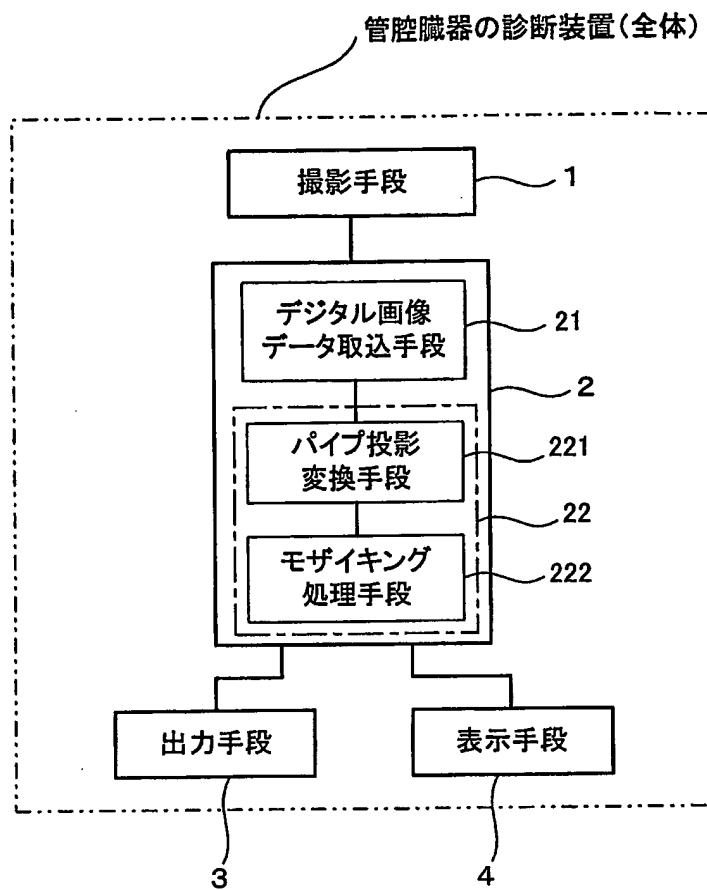 管腔臓器の診断装置（全体）
撮影手段
1
デジタル画像
データ取込手段
21
2
パイプ投影
変換手段
221
22
モザイキング
処理手段
222
出力手段
表示手段
3
4